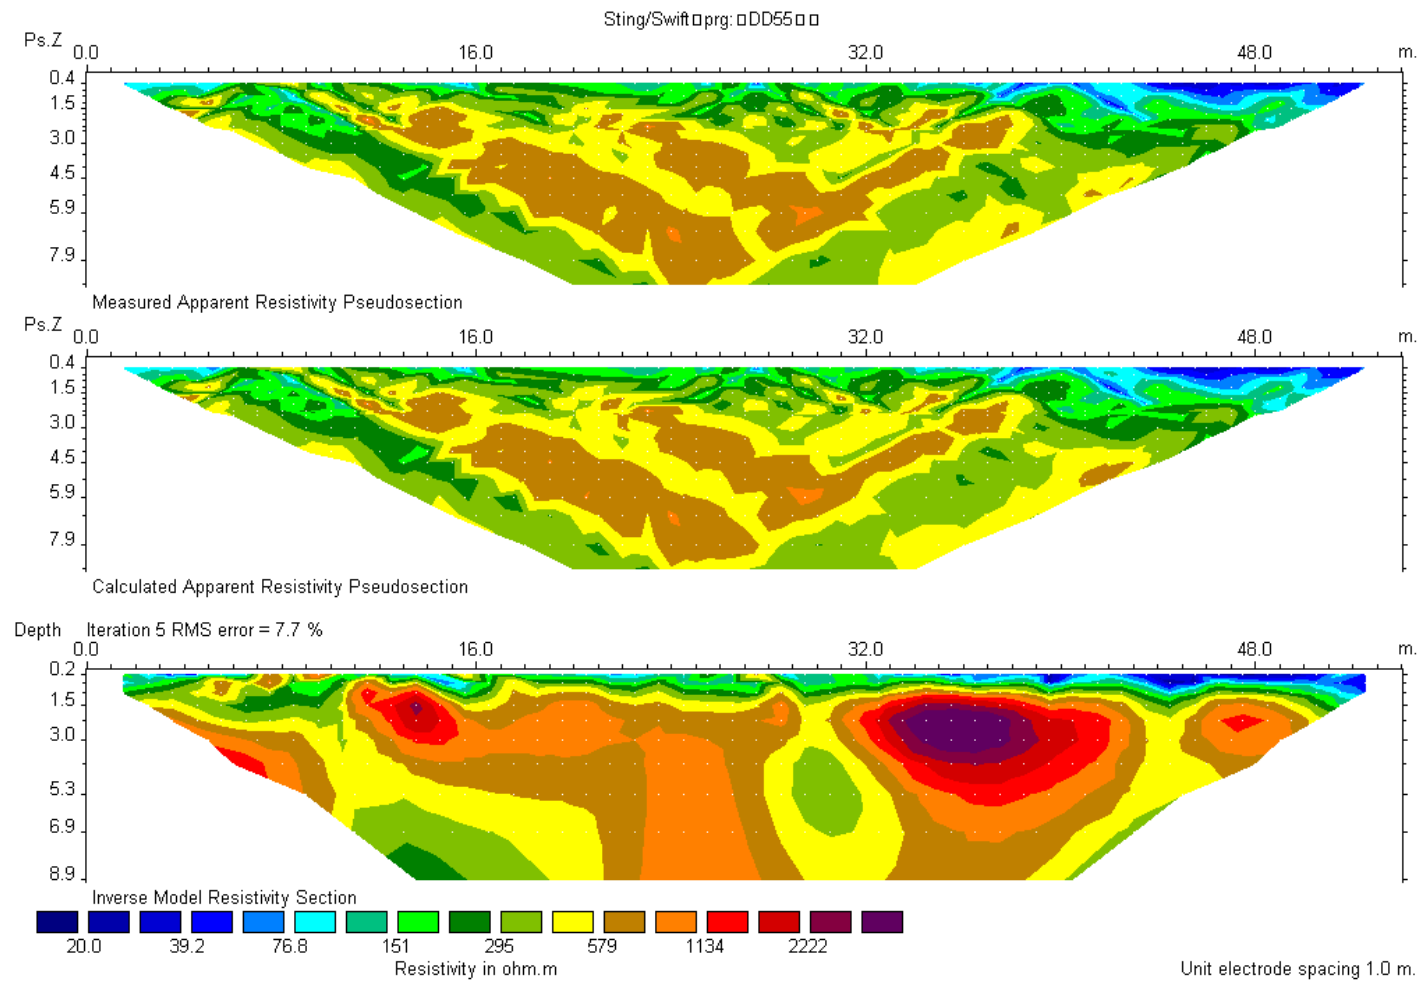 Sting/Swift□prg: □DD55□□
Ps.Z 0.0 16.0 32.0 48.0 m.
0.4
1.5
3.0
4.5
5.9
7.9
Measured Apparent Resistivity Pseudosection
Ps.Z 0.0 16.0 32.0 48.0 m.
0.4
1.5
3.0
4.5
5.9
7.9
Calculated Apparent Resistivity Pseudosection
Depth Iteration 5 RMS error = 7.7 %
0.0 16.0 32.0 48.0 m.
0.2
1.5
3.0
5.3
6.9
8.9
Inverse Model Resistivity Section
20.0 39.2 76.8 151 295 579 1134 2222
Resistivity in ohm.m
Unit electrode spacing 1.0 m.